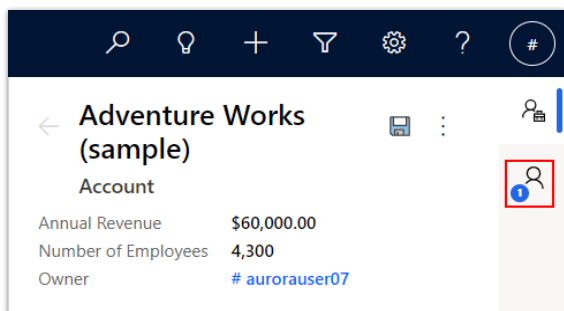 ?
#
Adventure Works
(sample)
Account
Annual Revenue $60,000.00
Number of Employees 4,300
Owner # aurorauser07
1